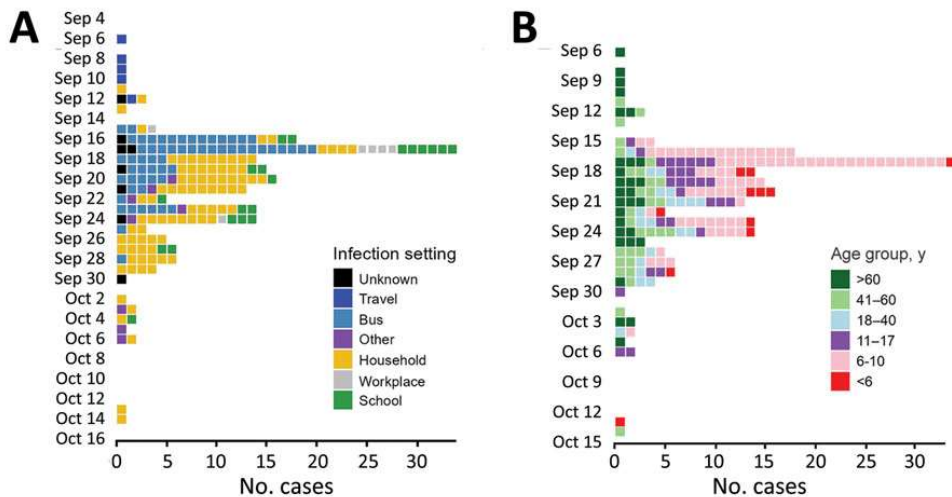 A
Sep 4
Sep 6
Sep 8
Sep 10
Sep 12
Sep 14
Sep 16
Sep 18
Sep 20
Sep 22
Sep 24
Sep 26
Sep 28
Sep 30
Oct 2
Oct 4
Oct 6
Oct 8
Oct 10
Oct 12
Oct 14
Oct 16
0 5 10 15 20 25 30
No. cases
Infection setting
Unknown
Travel
Bus
Other
Household
Workplace
School
B
Sep 6
Sep 9
Sep 12
Sep 15
Sep 18
Sep 21
Sep 24
Sep 27
Sep 30
Oct 3
Oct 6
Oct 9
Oct 12
Oct 15
0 5 10 15 20 25 30
No. cases
Age group, y
>60
41–60
18–40
11–17
6-10
<6